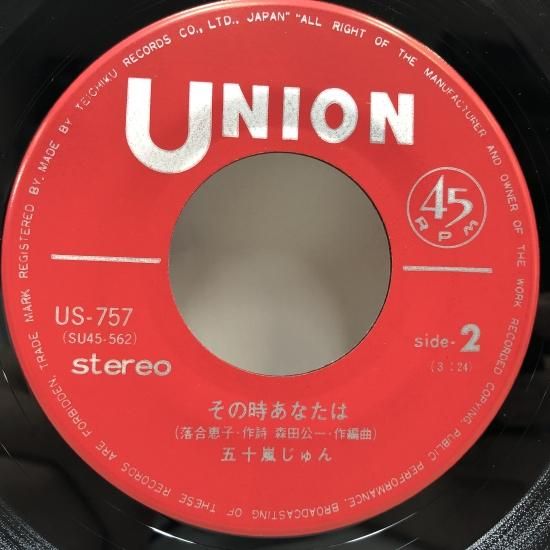 TRADE MARK REGISTERED BY. MADE BY TEICHIKU RECORDS CO., LTD., JAPAN" "ALL RIGHT OF THE MANUFACTURER AND OWNER OF THE WORK RECORDED COPYING, PUBLIC PERFORMANCE, BROADCASTING OF THESE RECORDS ARE FORBIDDEN.
UNION
45
RPM
US-757
(SU45-562)
stereo
side-2
(3:24)
その時あなたは
(落合恵子・作詩 森田公一・作編曲)
五十嵐じゅん